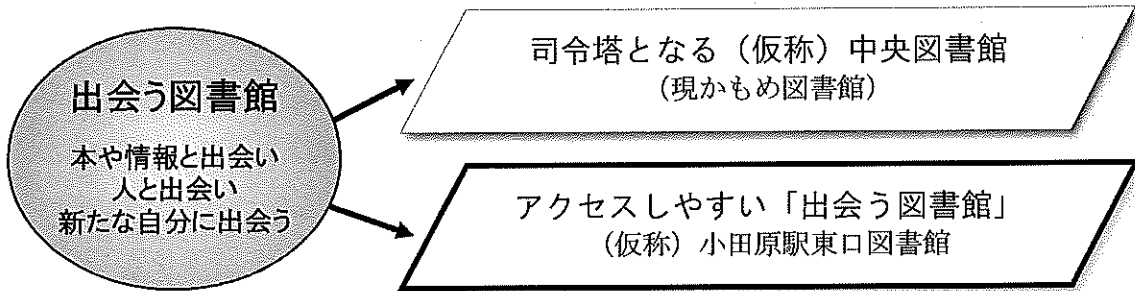 出会う図書館
本や情報と出会い
人と出会い
新たな自分に出会う
司令塔となる（仮称）中央図書館
（現かもめ図書館）
アクセスしやすい「出会う図書館」
（仮称）小田原駅東口図書館